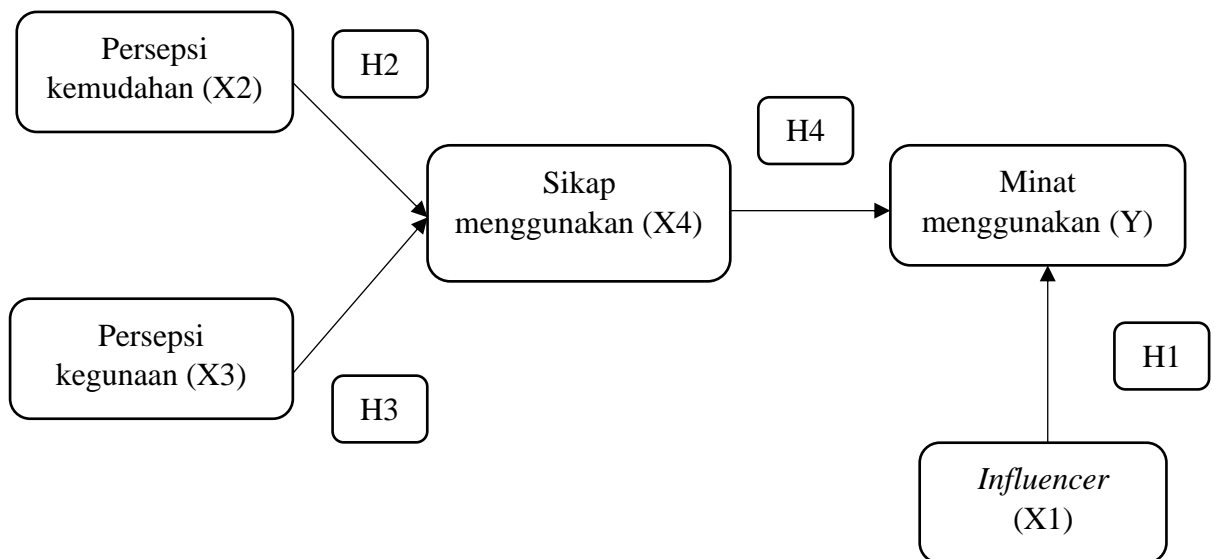 Persepsi
kemudahan (X2)
H2
H4
Sikap
menggunakan (X4)
Minat
menggunakan (Y)
Persepsi
kegunaan (X3)
H3
H1
Influencer
(X1)